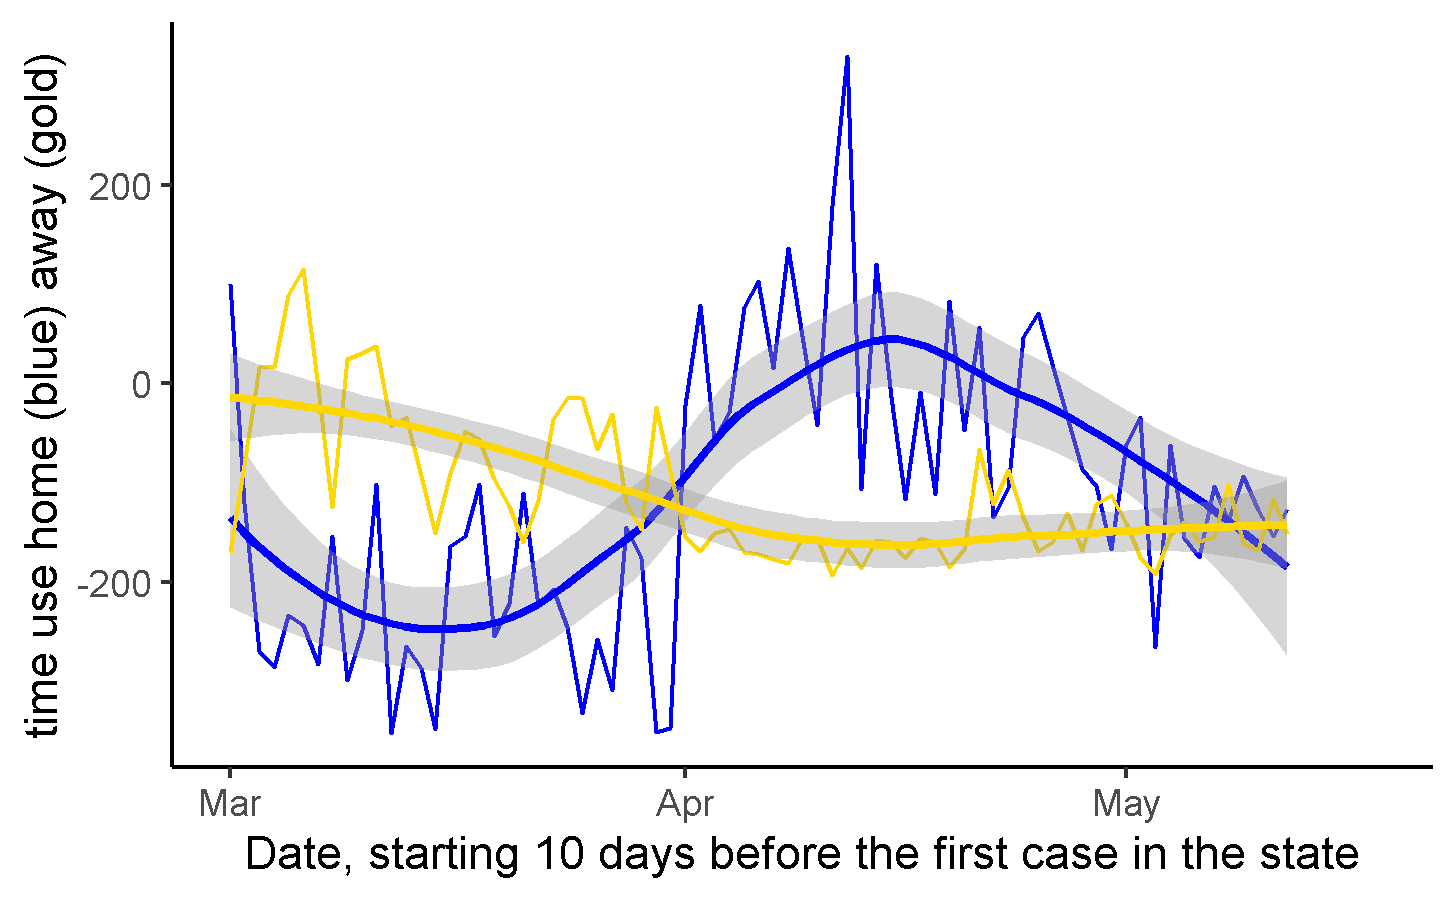 time use home (blue) away (gold)
200
0
-200
Mar
Apr
May
Date, starting 10 days before the first case in the state